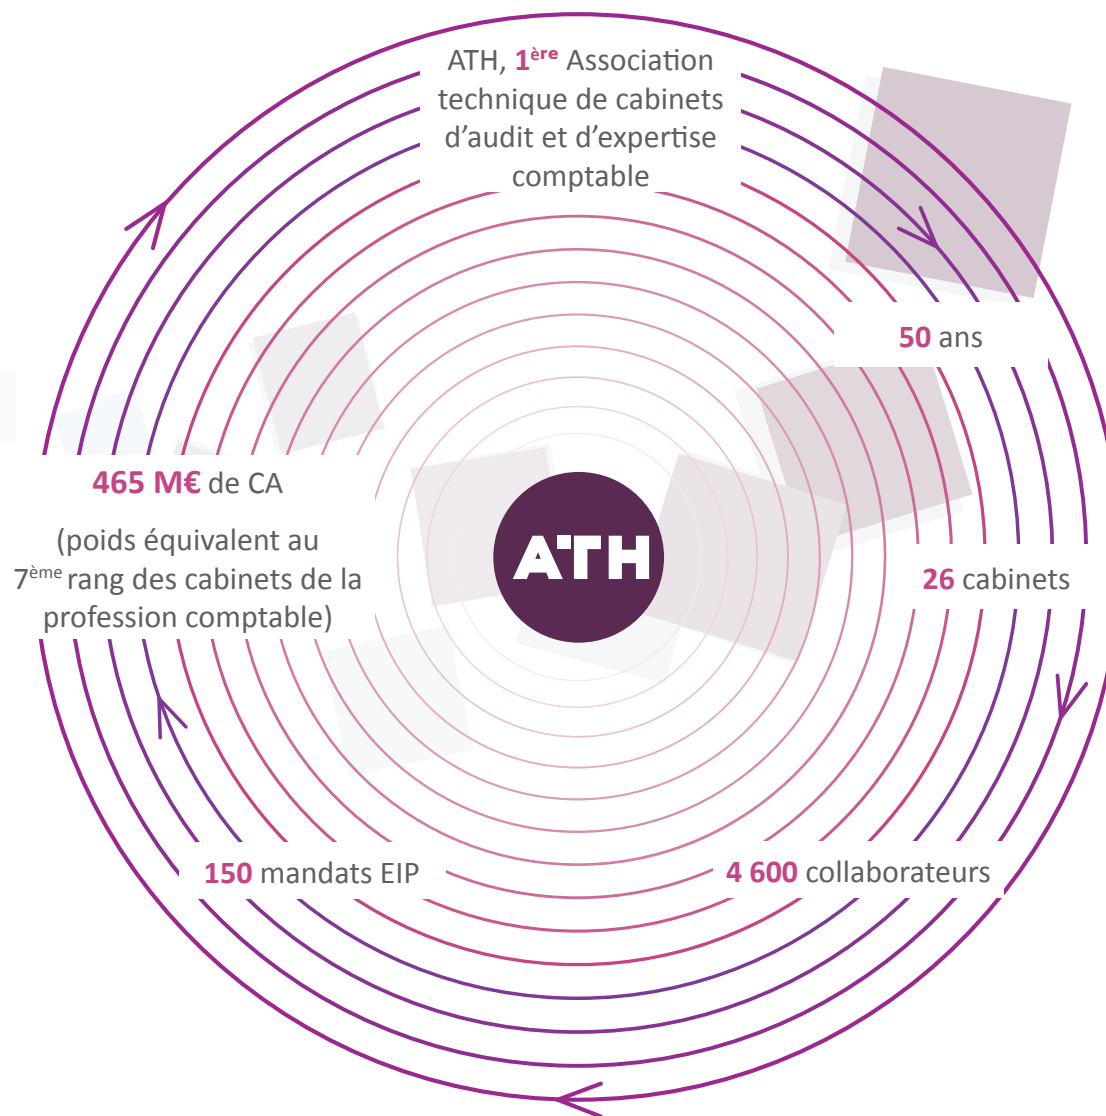 ATH, 1ère Association
technique de cabinets
d'audit et d'expertise
comptable
50 ans
465 M€ de CA
(poids équivalent au
7ème rang des cabinets de la
profession comptable)
ATH
26 cabinets
150 mandats EIP
4 600 collaborateurs